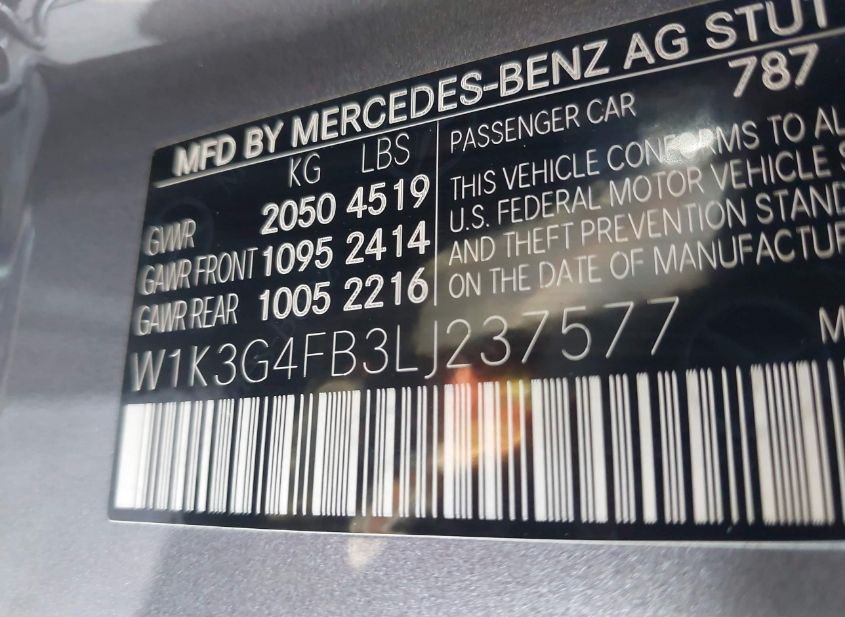 MFD BY MERCEDES-BENZ AG STUT
787
KG LBS
GVWR 2050 4519
GAWR FRONT 1095 2414
GAWR REAR 1005 2216
PASSENGER CAR
THIS VEHICLE CONFORMS TO AL
U.S. FEDERAL MOTOR VEHICLE S
AND THEFT PREVENTION STAND
ON THE DATE OF MANUFACTUR
W1K3G4FB3LJ237577
M